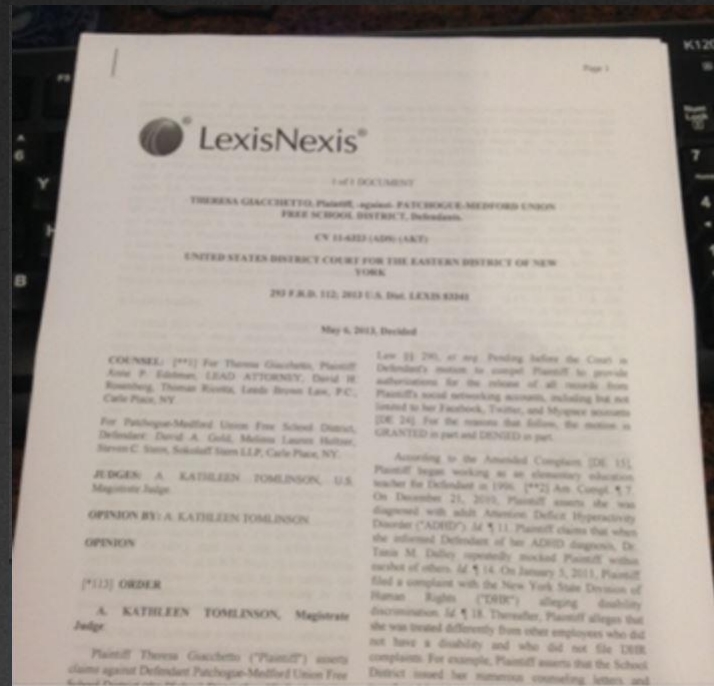 Page 1
LexisNexis®
1 of 1 DOCUMENT
THERESA GIACCHETTO, Plaintiff, -against- PATCHOGUE-MEDFORD UNION
FREE SCHOOL DISTRICT, Defendants.
CV 11-6323 (ADS) (AKT)
UNITED STATES DISTRICT COURT FOR THE EASTERN DISTRICT OF NEW
YORK
293 F.R.D. 112; 2013 U.S. Dist. LEXIS
May 6, 2013, Decided
COUNSEL: [**1] For Theresa Giacchetto, Plaintiff
P. LEAD ATTORNEY, David H.
Rosenberg, Thomas Ricotta, Leeds Brown Law, P.C.,
Carle Place, NY.
For Patchogue-Medford Union Free School District,
Defendant: David A. Gold, Melissa Lauren
Steven C. Stern, Sokoloff Stern LLP, Carle Place, NY.
JUDGES: A. KATHLEEN TOMLINSON, U.S.
Magistrate Judge.
OPINION BY: A. KATHLEEN TOMLINSON
OPINION
[*113] ORDER
A. KATHLEEN TOMLINSON, Magistrate
Judge:
Plaintiff Theresa Giacchetto ("Plaintiff") asserts
claims against Defendant Patchogue-Medford Union Free
Law §§ 290, et seq. Pending before the Court is
Defendant's motion to compel Plaintiff to provide
authorizations for the release of all records from
Plaintiff's social networking accounts, including but not
limited to her Facebook, Twitter, and Myspace accounts
[DE 24]. For the reasons that follow, the motion is
GRANTED in part and DENIED in part.
According to the Amended Complaint [DE 15],
Plaintiff began working as an elementary education
teacher for Defendant in 1996. [**2] Am. Compl. ¶ 7.
On December 21, 2010, Plaintiff asserts she was
diagnosed with adult Attention Deficit Hyperactivity
Disorder ("ADHD"). Id. ¶ 11. Plaintiff claims that when
she informed Defendant of her ADHD diagnosis, Dr.
Tania M. Dalley repeatedly mocked Plaintiff within
earshot of others. Id. ¶ 14. On January 5, 2011, Plaintiff
filed a complaint with the New York State Division of
Human Rights ("DHR") alleging disability
discrimination. Id. ¶ 18. Thereafter, Plaintiff alleges that
she was treated differently from other employees who did
not have a disability and who did not file DHR
complaints. For example, Plaintiff asserts that the School
District issued her numerous counseling letters and
K120
Num
Lock
7
4
1
6
Y
H
B